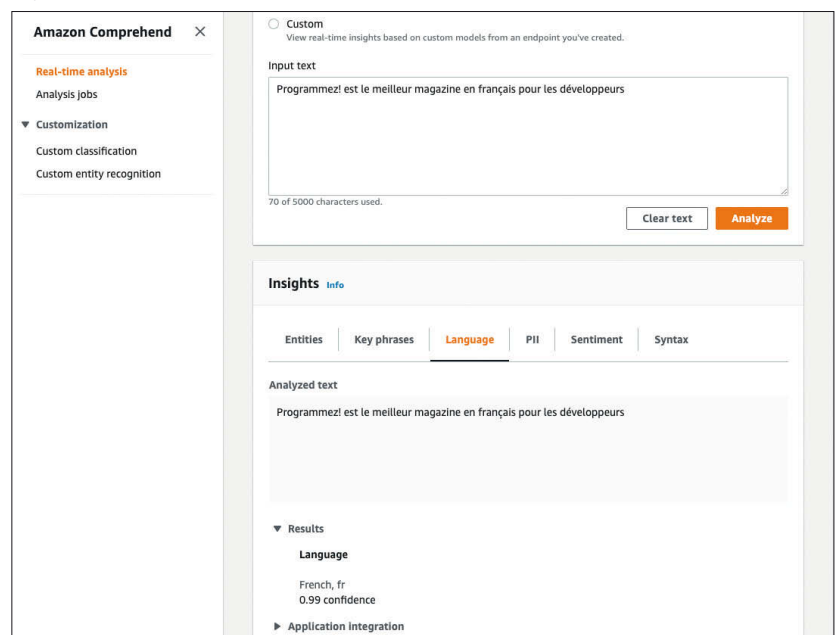 Amazon Comprehend
Real-time analysis
Analysis jobs
Customization
Custom classification
Custom entity recognition
Custom
View real-time insights based on custom models from an endpoint you've created.
Input text
Programmez! est le meilleur magazine en français pour les développeurs
70 of 5000 characters used.
Clear text Analyze
Insights Info
Entities Key phrases Language PII Sentiment Syntax
Analyzed text
Programmez! est le meilleur magazine en français pour les développeurs
Results
Language
French, fr
0.99 confidence
Application integration